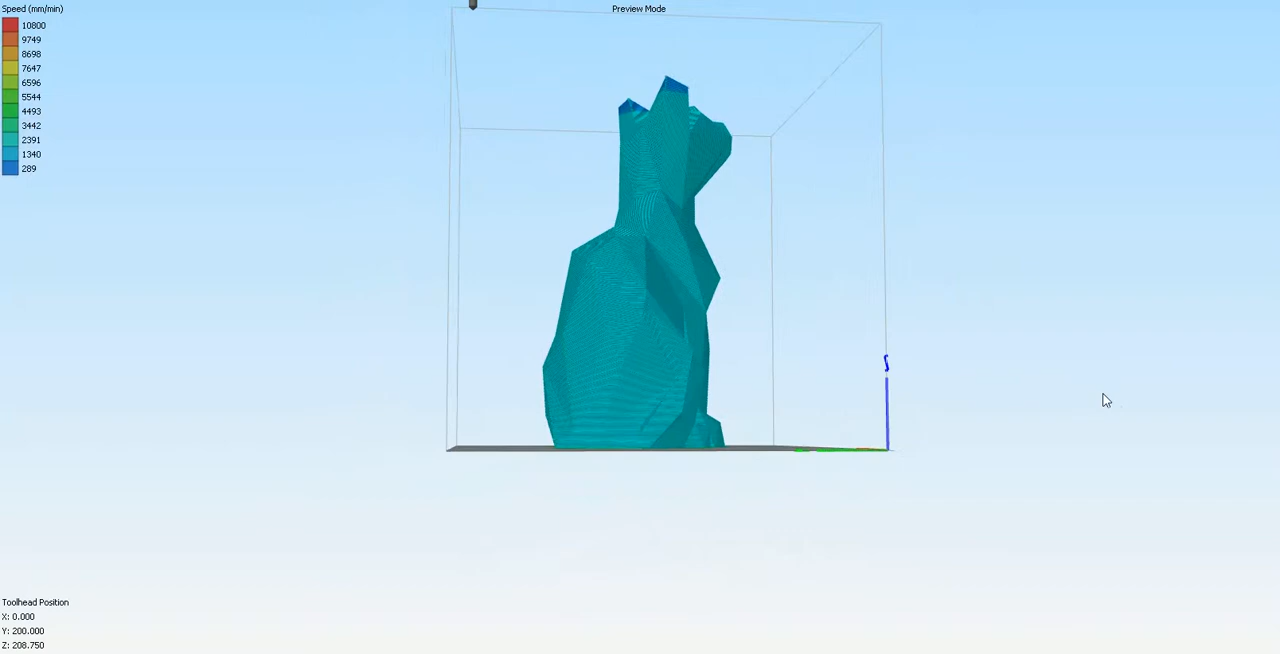 Speed (mm/min)
Preview Mode
10800
9749
8698
7647
6596
5544
4493
3442
2391
1340
289
Toolhead Position
X: 0.000
Y: 200.000
Z: 208.750